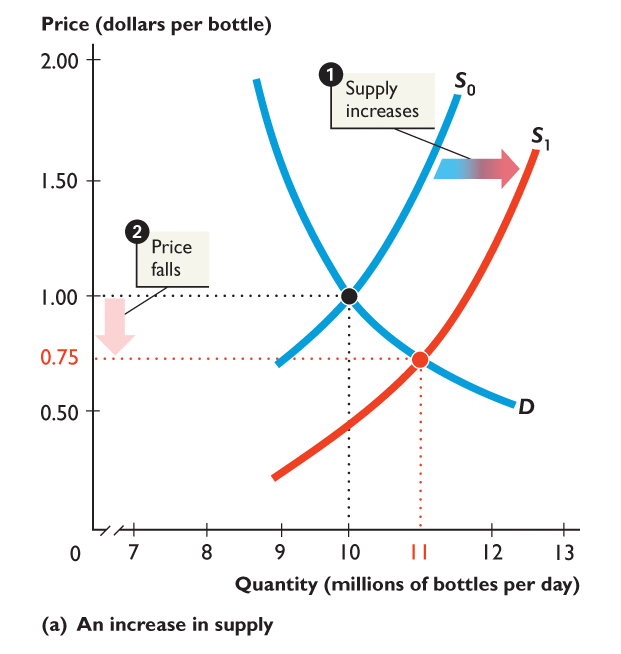 Price (dollars per bottle)
2.00
1
Supply
increases
S0
S1
1.50
2
Price
falls
1.00
0.75
0.50
D
0
7 8 9 10 11 12 13
Quantity (millions of bottles per day)
(a) An increase in supply